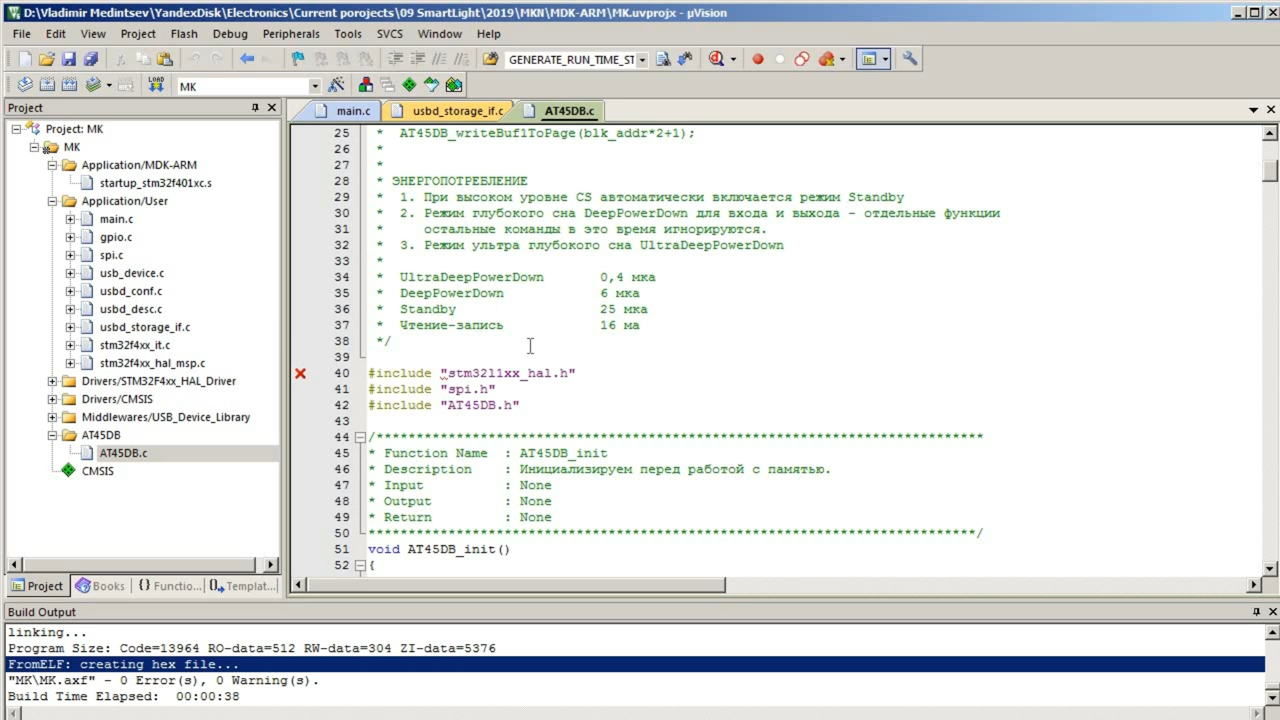 D:\Vladimir Medintsev\YandexDisk\Electronics\Current porojects\09 SmartLight\2019\MKN\MDK-ARM\MK.uvprojx - µVision
File Edit View Project Flash Debug Peripherals Tools SVCS Window Help
GENERATE_RUN_TIME_ST
LOAD MK
Project
main.c usbd_storage_if.c AT45DB.c
Project: MK
MK
Application/MDK-ARM
startup_stm32f401xc.s
Application/User
main.c
gpio.c
spi.c
usb_device.c
usbd_conf.c
usbd_desc.c
usbd_storage_if.c
stm32f4xx_it.c
stm32f4xx_hal_msp.c
Drivers/STM32F4xx_HAL_Driver
Drivers/CMSIS
Middlewares/USB_Device_Library
AT45DB
AT45DB.c
CMSIS
Project Books {} Functio... Templat...
25 * AT45DB_writeBuf1ToPage(blk_addr*2+1);
26 *
27 *
28 * ЭНЕРГОПОТРЕБЛЕНИЕ
29 * 1. При высоком уровне CS автоматически включается режим Standby
30 * 2. Режим глубокого сна DeepPowerDown для входа и выхода - отдельные функции
31 * остальные команды в это время игнорируются.
32 * 3. Режим ультра глубокого сна UltraDeepPowerDown
33 *
34 * UltraDeepPowerDown 0,4 мка
35 * DeepPowerDown 6 мка
36 * Standby 25 мка
37 * Чтение-запись 16 ма
38 */
39
40 #include "stm32l1xx_hal.h"
41 #include "spi.h"
42 #include "AT45DB.h"
43
44 /*****************************************************************************
45 * Function Name : AT45DB_init
46 * Description : Инициализируем перед работой с памятью.
47 * Input : None
48 * Output : None
49 * Return : None
50 ****************************************************************************/
51 void AT45DB_init()
52 {
Build Output
linking...
Program Size: Code=13964 RO-data=512 RW-data=304 ZI-data=5376
FromELF: creating hex file...
"MK\MK.axf" - 0 Error(s), 0 Warning(s).
Build Time Elapsed: 00:00:38